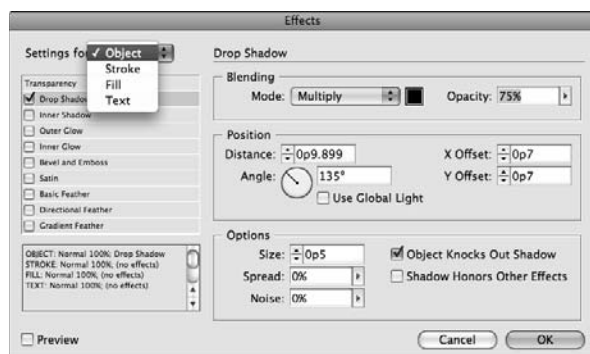 Effects
Settings for
✓ Object
Stroke
Fill
Text
Transparency
Drop Shadow
Inner Shadow
Outer Glow
Inner Glow
Bevel and Emboss
Satin
Basic Feather
Directional Feather
Gradient Feather
OBJECT: Normal 100%; Drop Shadow
STROKE: Normal 100%; (no effects)
FILL: Normal 100%; (no effects)
TEXT: Normal 100%; (no effects)
Preview
Drop Shadow
Blending
Mode: Multiply
Opacity: 75%
Position
Distance: 0p9.899
X Offset: 0p7
Angle: 135°
Y Offset: 0p7
Use Global Light
Options
Size: 0p5
Object Knocks Out Shadow
Spread: 0%
Shadow Honors Other Effects
Noise: 0%
Cancel
OK